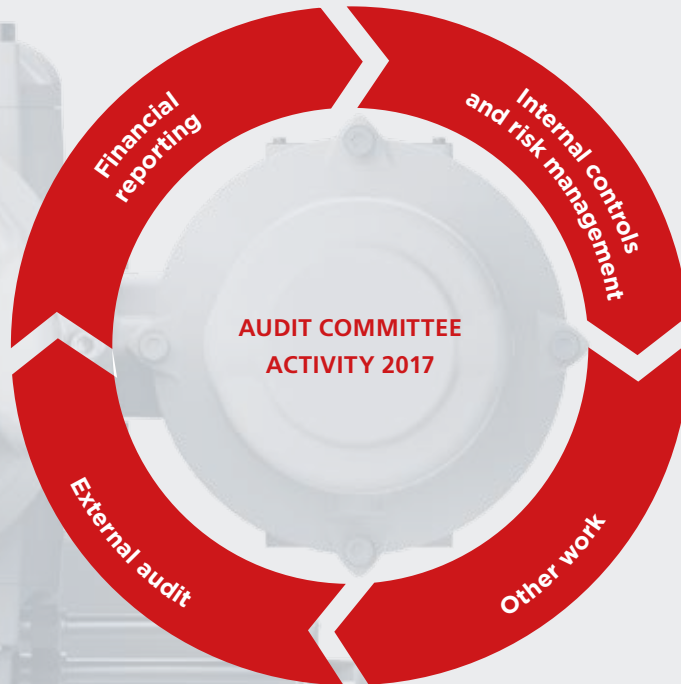 Financial
reporting
Internal controls
and risk management
AUDIT COMMITTEE
ACTIVITY 2017
External audit
Other work